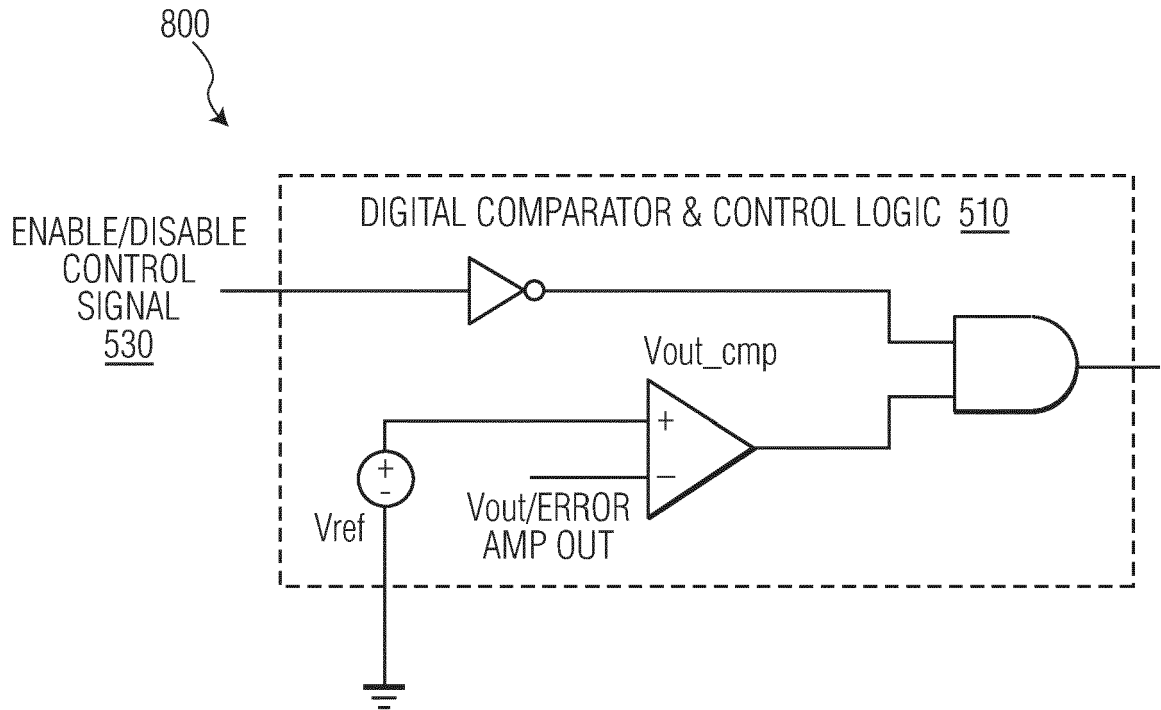 800
DIGITAL COMPARATOR & CONTROL LOGIC 510
ENABLE/DISABLE
CONTROL
SIGNAL
530
Vout_cmp
+
−
+
-
Vref
Vout/ERROR
AMP OUT